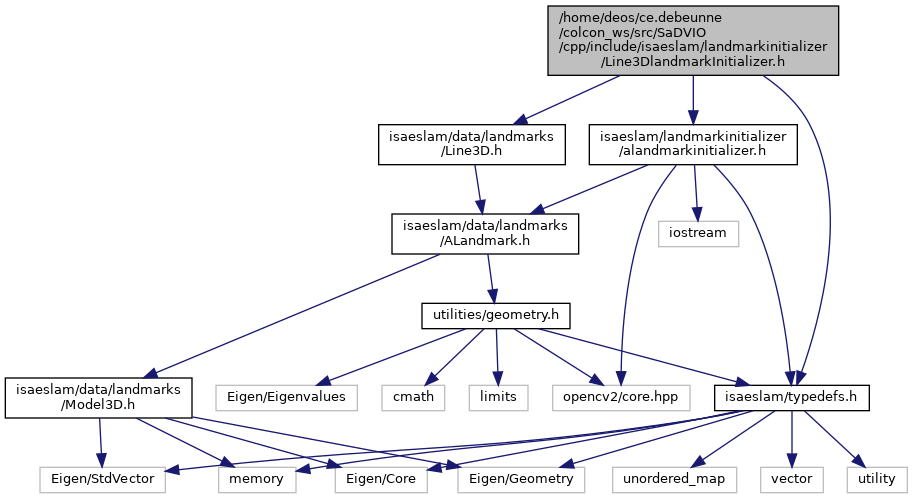 /home/deos/ce.debeunne
/colcon_ws/src/SaDVIO
/cpp/include/isaeslam/landmarkinitializer
/Line3DlandmarkInitializer.h
isaeslam/data/landmarks
/Line3D.h
isaeslam/landmarkinitializer
/alandmarkinitializer.h
isaeslam/data/landmarks
/ALandmark.h
iostream
utilities/geometry.h
isaeslam/data/landmarks
/Model3D.h
Eigen/Eigenvalues
cmath
limits
opencv2/core.hpp
isaeslam/typedefs.h
Eigen/StdVector
memory
Eigen/Core
Eigen/Geometry
unordered_map
vector
utility